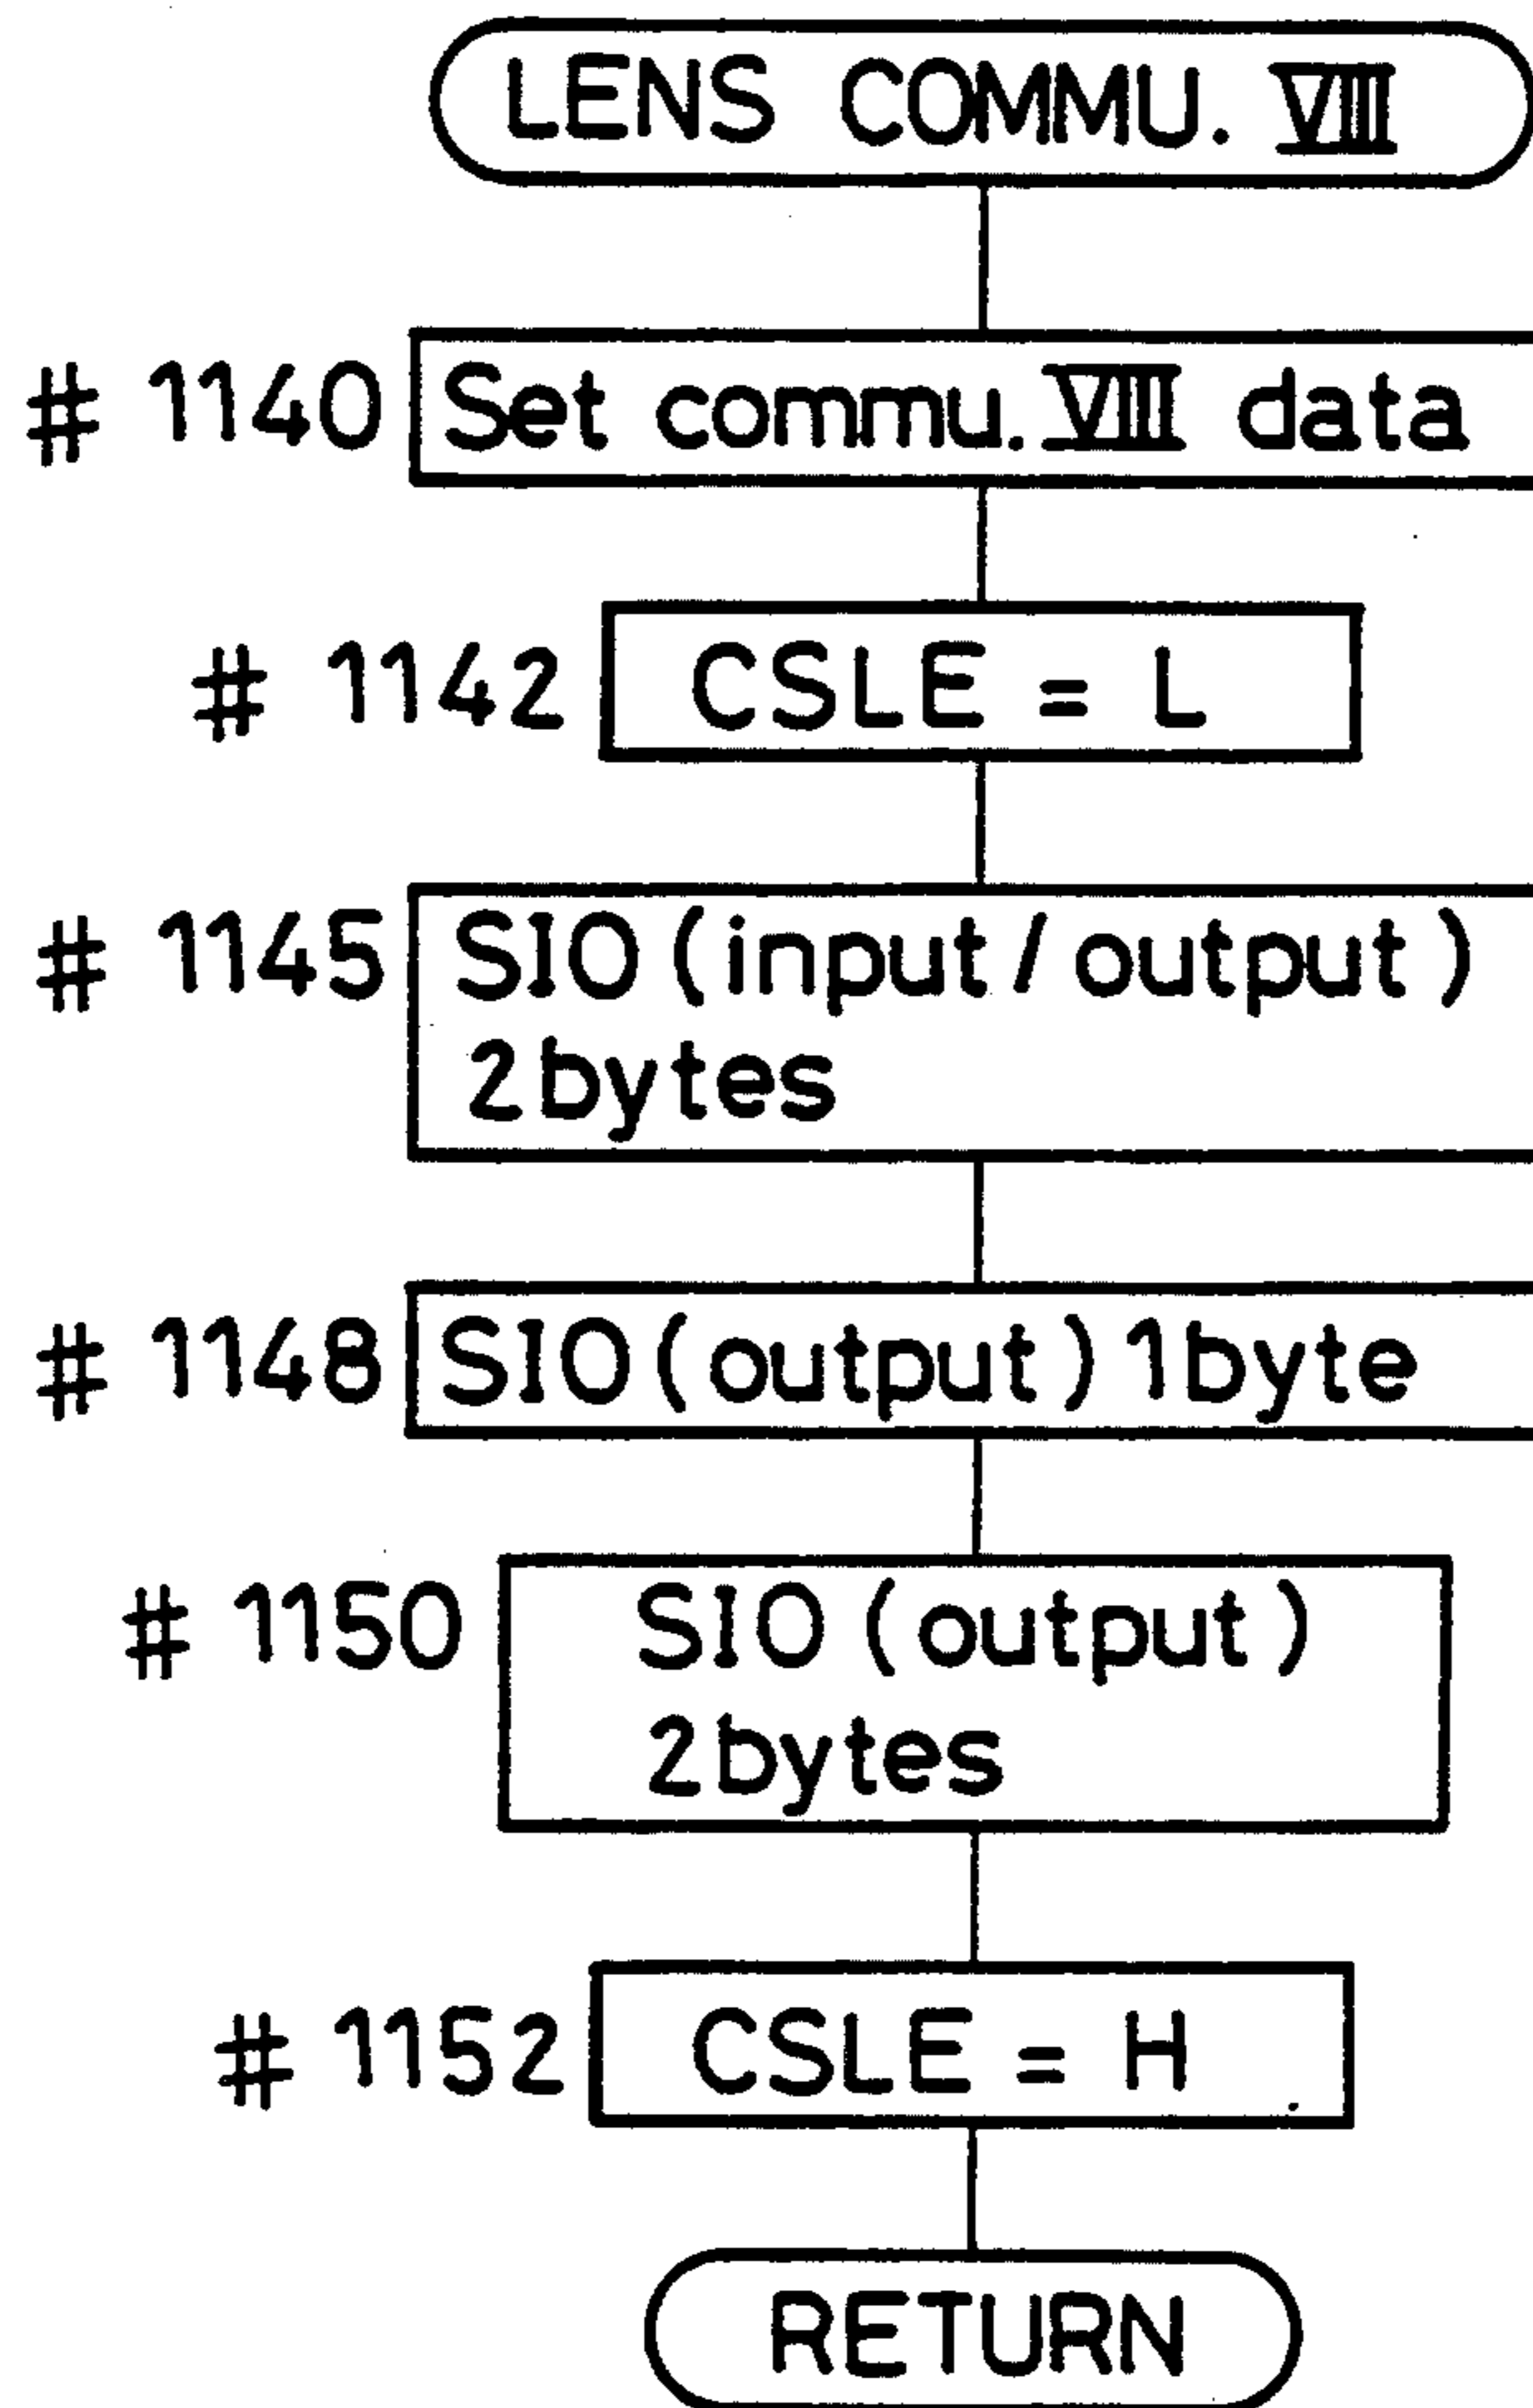 LENS COMMU. VIII
# 1140 Set commu. VIII data
# 1142 CSLE = L
# 1145 SIO (input / output)
2bytes
# 1148 SIO (output) 1byte
# 1150 SIO (output)
2bytes
# 1152 CSLE = H
RETURN